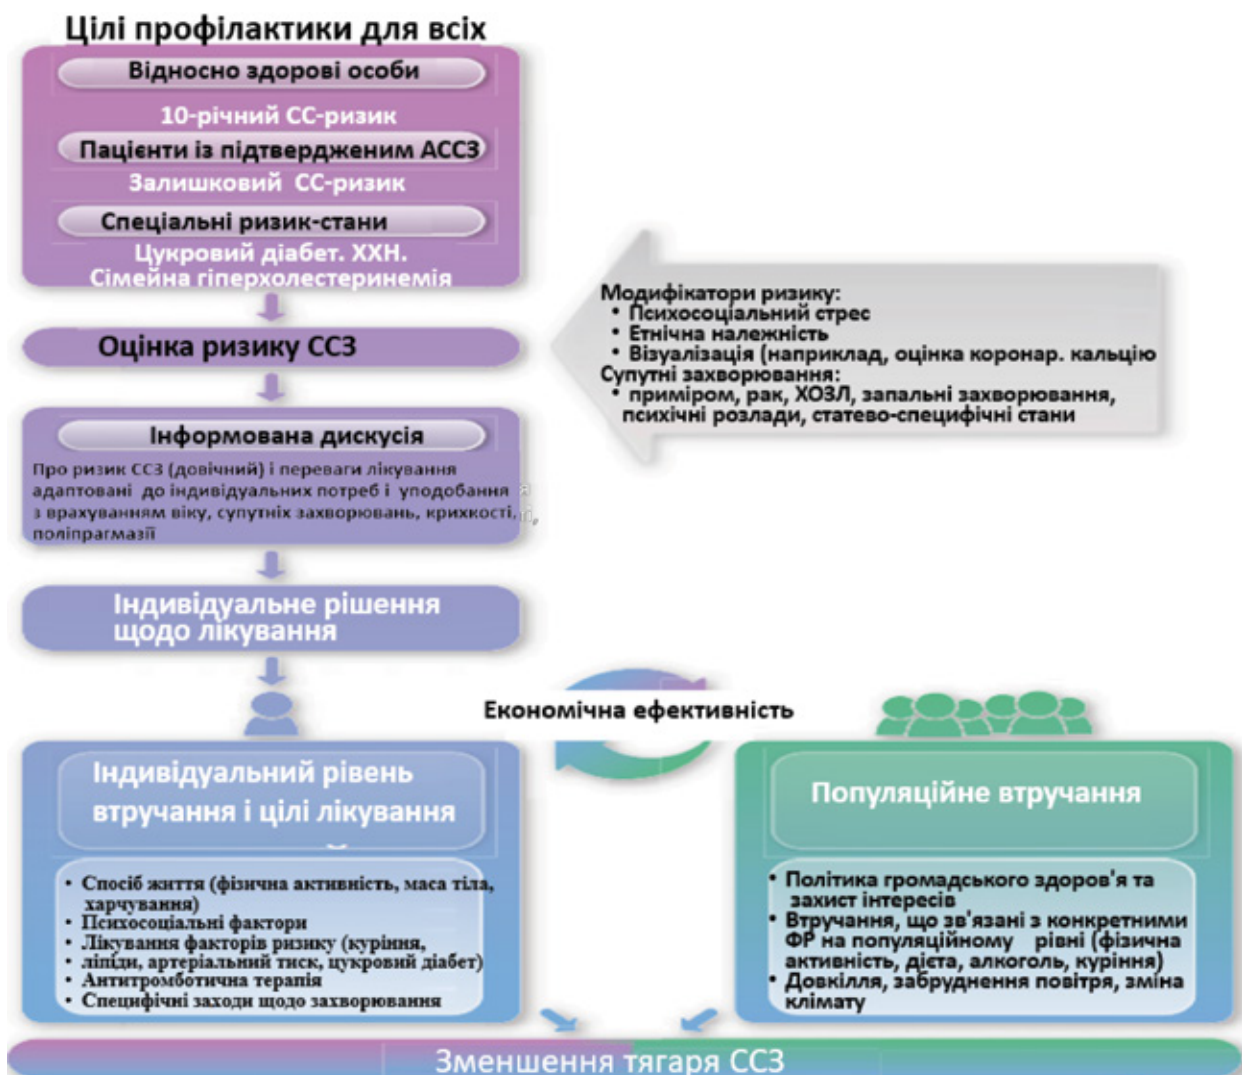 Цілі профілактики для всіх
Відносно здорові особи
10-річний СС-ризик
Пацієнти із підтвердженим АССЗ
Залишковий СС-ризик
Спеціальні ризик-стани
Цукровий діабет. ХХН.
Сімейна гіперхолестеринемія
Оцінка ризику ССЗ
Модифікатори ризику:
• Психосоціальний стрес
• Етнічна належність
• Візуалізація (наприклад, оцінка коронар. кальцію
Супутні захворювання:
• приміром, рак, ХОЗЛ, запальні захворювання,
психічні розлади, статево-специфічні стани
Інформована дискусія
Про ризик ССЗ (довічний) і переваги лікування
адаптовані до індивідуальних потреб і уподобання
з врахуванням віку, супутніх захворювань, крихкості,
поліпрагмазії
Індивідуальне рішення
щодо лікування
Економічна ефективність
Індивідуальний рівень
втручання і цілі лікування
• Спосіб життя (фізична активність, маса тіла,
харчування)
• Психосоціальні фактори
• Лікування факторів ризику (куріння,
• ліпіди, артеріальний тиск, цукровий діабет)
• Антитромботична терапія
• Специфічні заходи щодо захворювання
Популяційне втручання
• Політика громадського здоров'я та
захист інтересів
• Втручання, що зв'язані з конкретними
ФР на популяційному рівні (фізична
активність, дієта, алкоголь, куріння)
• Довкілля, забруднення повітря, зміна
клімату
Зменшення тягаря ССЗ